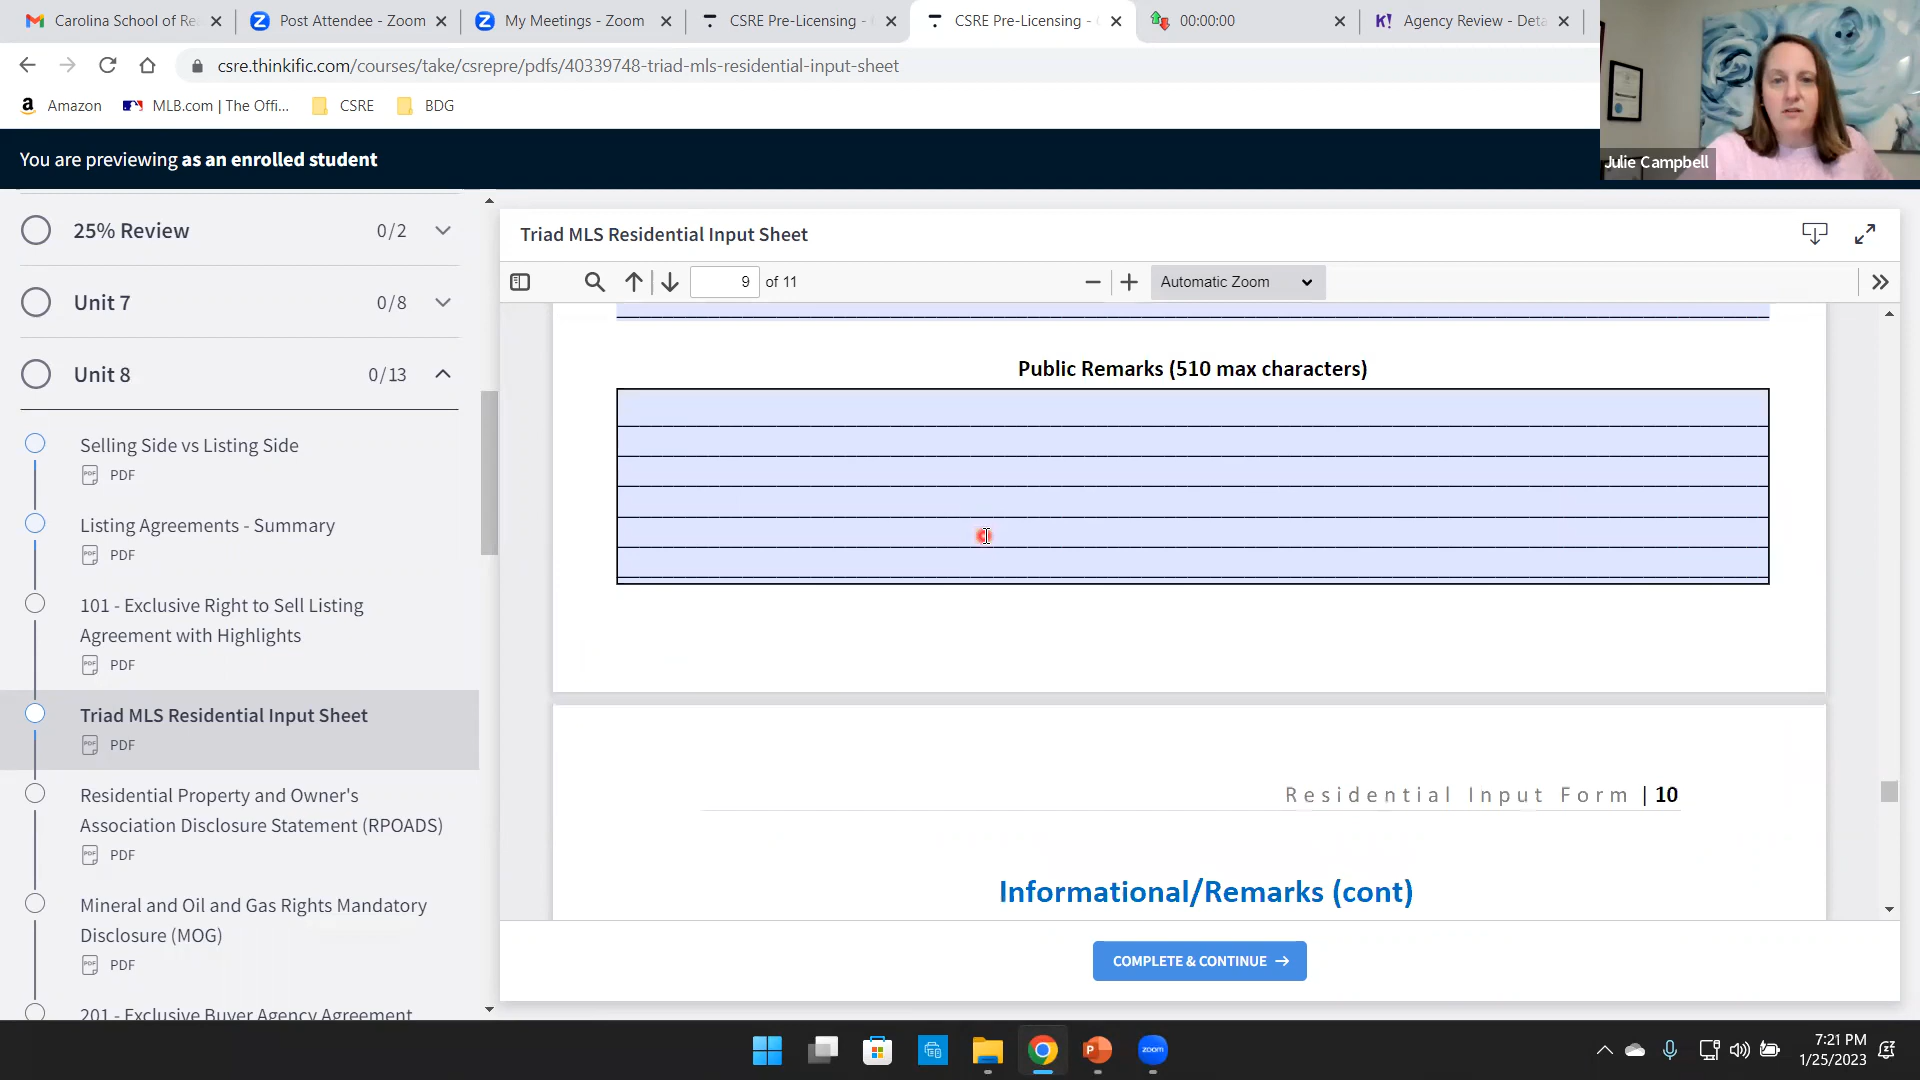 Carolina School of Re
Post Attendee - Zoom
My Meetings - Zoom
CSRE Pre-Licensing -
CSRE Pre-Licensing -
00:00:00
K! Agency Review - Deta
csre.thinkific.com/courses/take/csrepre/pdfs/40339748-triad-mls-residential-input-sheet
Amazon
MLB.com | The Offi...
CSRE
BDG
Julie Campbell
You are previewing as an enrolled student
25% Review 0/2
Unit 7 0/8
Unit 8 0/13
Selling Side vs Listing Side
PDF
Listing Agreements - Summary
PDF
101 - Exclusive Right to Sell Listing
Agreement with Highlights
PDF
Triad MLS Residential Input Sheet
PDF
Residential Property and Owner's
Association Disclosure Statement (RPOADS)
PDF
Mineral and Oil and Gas Rights Mandatory
Disclosure (MOG)
PDF
201 - Exclusive Buyer Agency Agreement
Triad MLS Residential Input Sheet
9 of 11
Automatic Zoom
Public Remarks (510 max characters)
Residential Input Form | 10
Informational/Remarks (cont)
COMPLETE & CONTINUE →
zoom
7:21 PM
1/25/2023